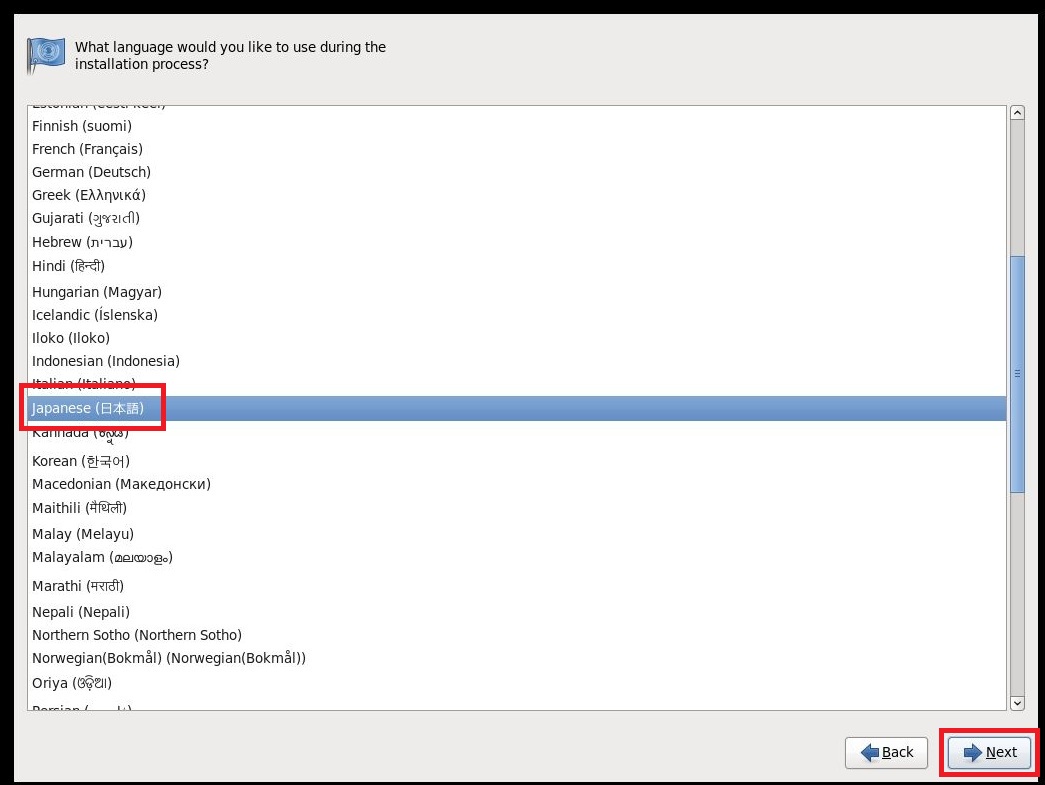 What language would you like to use during the
installation process?
Estonian (eesti keel)
Finnish (suomi)
French (Français)
German (Deutsch)
Greek (Ελληνικά)
Gujarati (ગુજરાતી)
Hebrew (עברית)
Hindi (हिन्दी)
Hungarian (Magyar)
Icelandic (Íslenska)
Iloko (Iloko)
Indonesian (Indonesia)
Italian (Italiano)
Japanese (日本語)
Kannada (ಕನ್ನಡ)
Korean (한국어)
Macedonian (Македонски)
Maithili (मैथिली)
Malay (Melayu)
Malayalam (മലയാളം)
Marathi (मराठी)
Nepali (Nepali)
Northern Sotho (Northern Sotho)
Norwegian(Bokmål) (Norwegian(Bokmål))
Oriya (ଓଡ଼ିଆ)
Persian
Back
Next